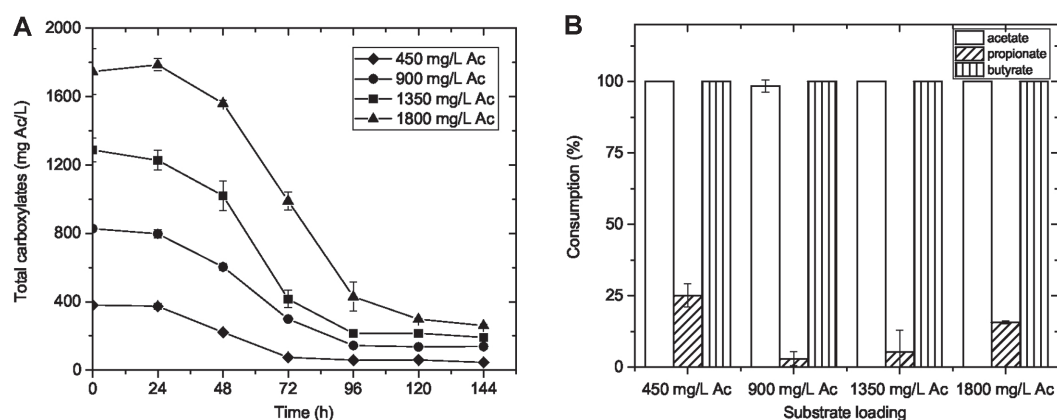 A
Total carboxylates (mg Ac/L)
2000
1600
1200
800
400
0
450 mg/L Ac
900 mg/L Ac
1350 mg/L Ac
1800 mg/L Ac
0 24 48 72 96 120 144
Time (h)
B
Consumption (%)
100
75
50
25
0
acetate
propionate
butyrate
450 mg/L Ac 900 mg/L Ac 1350 mg/L Ac 1800 mg/L Ac
Substrate loading